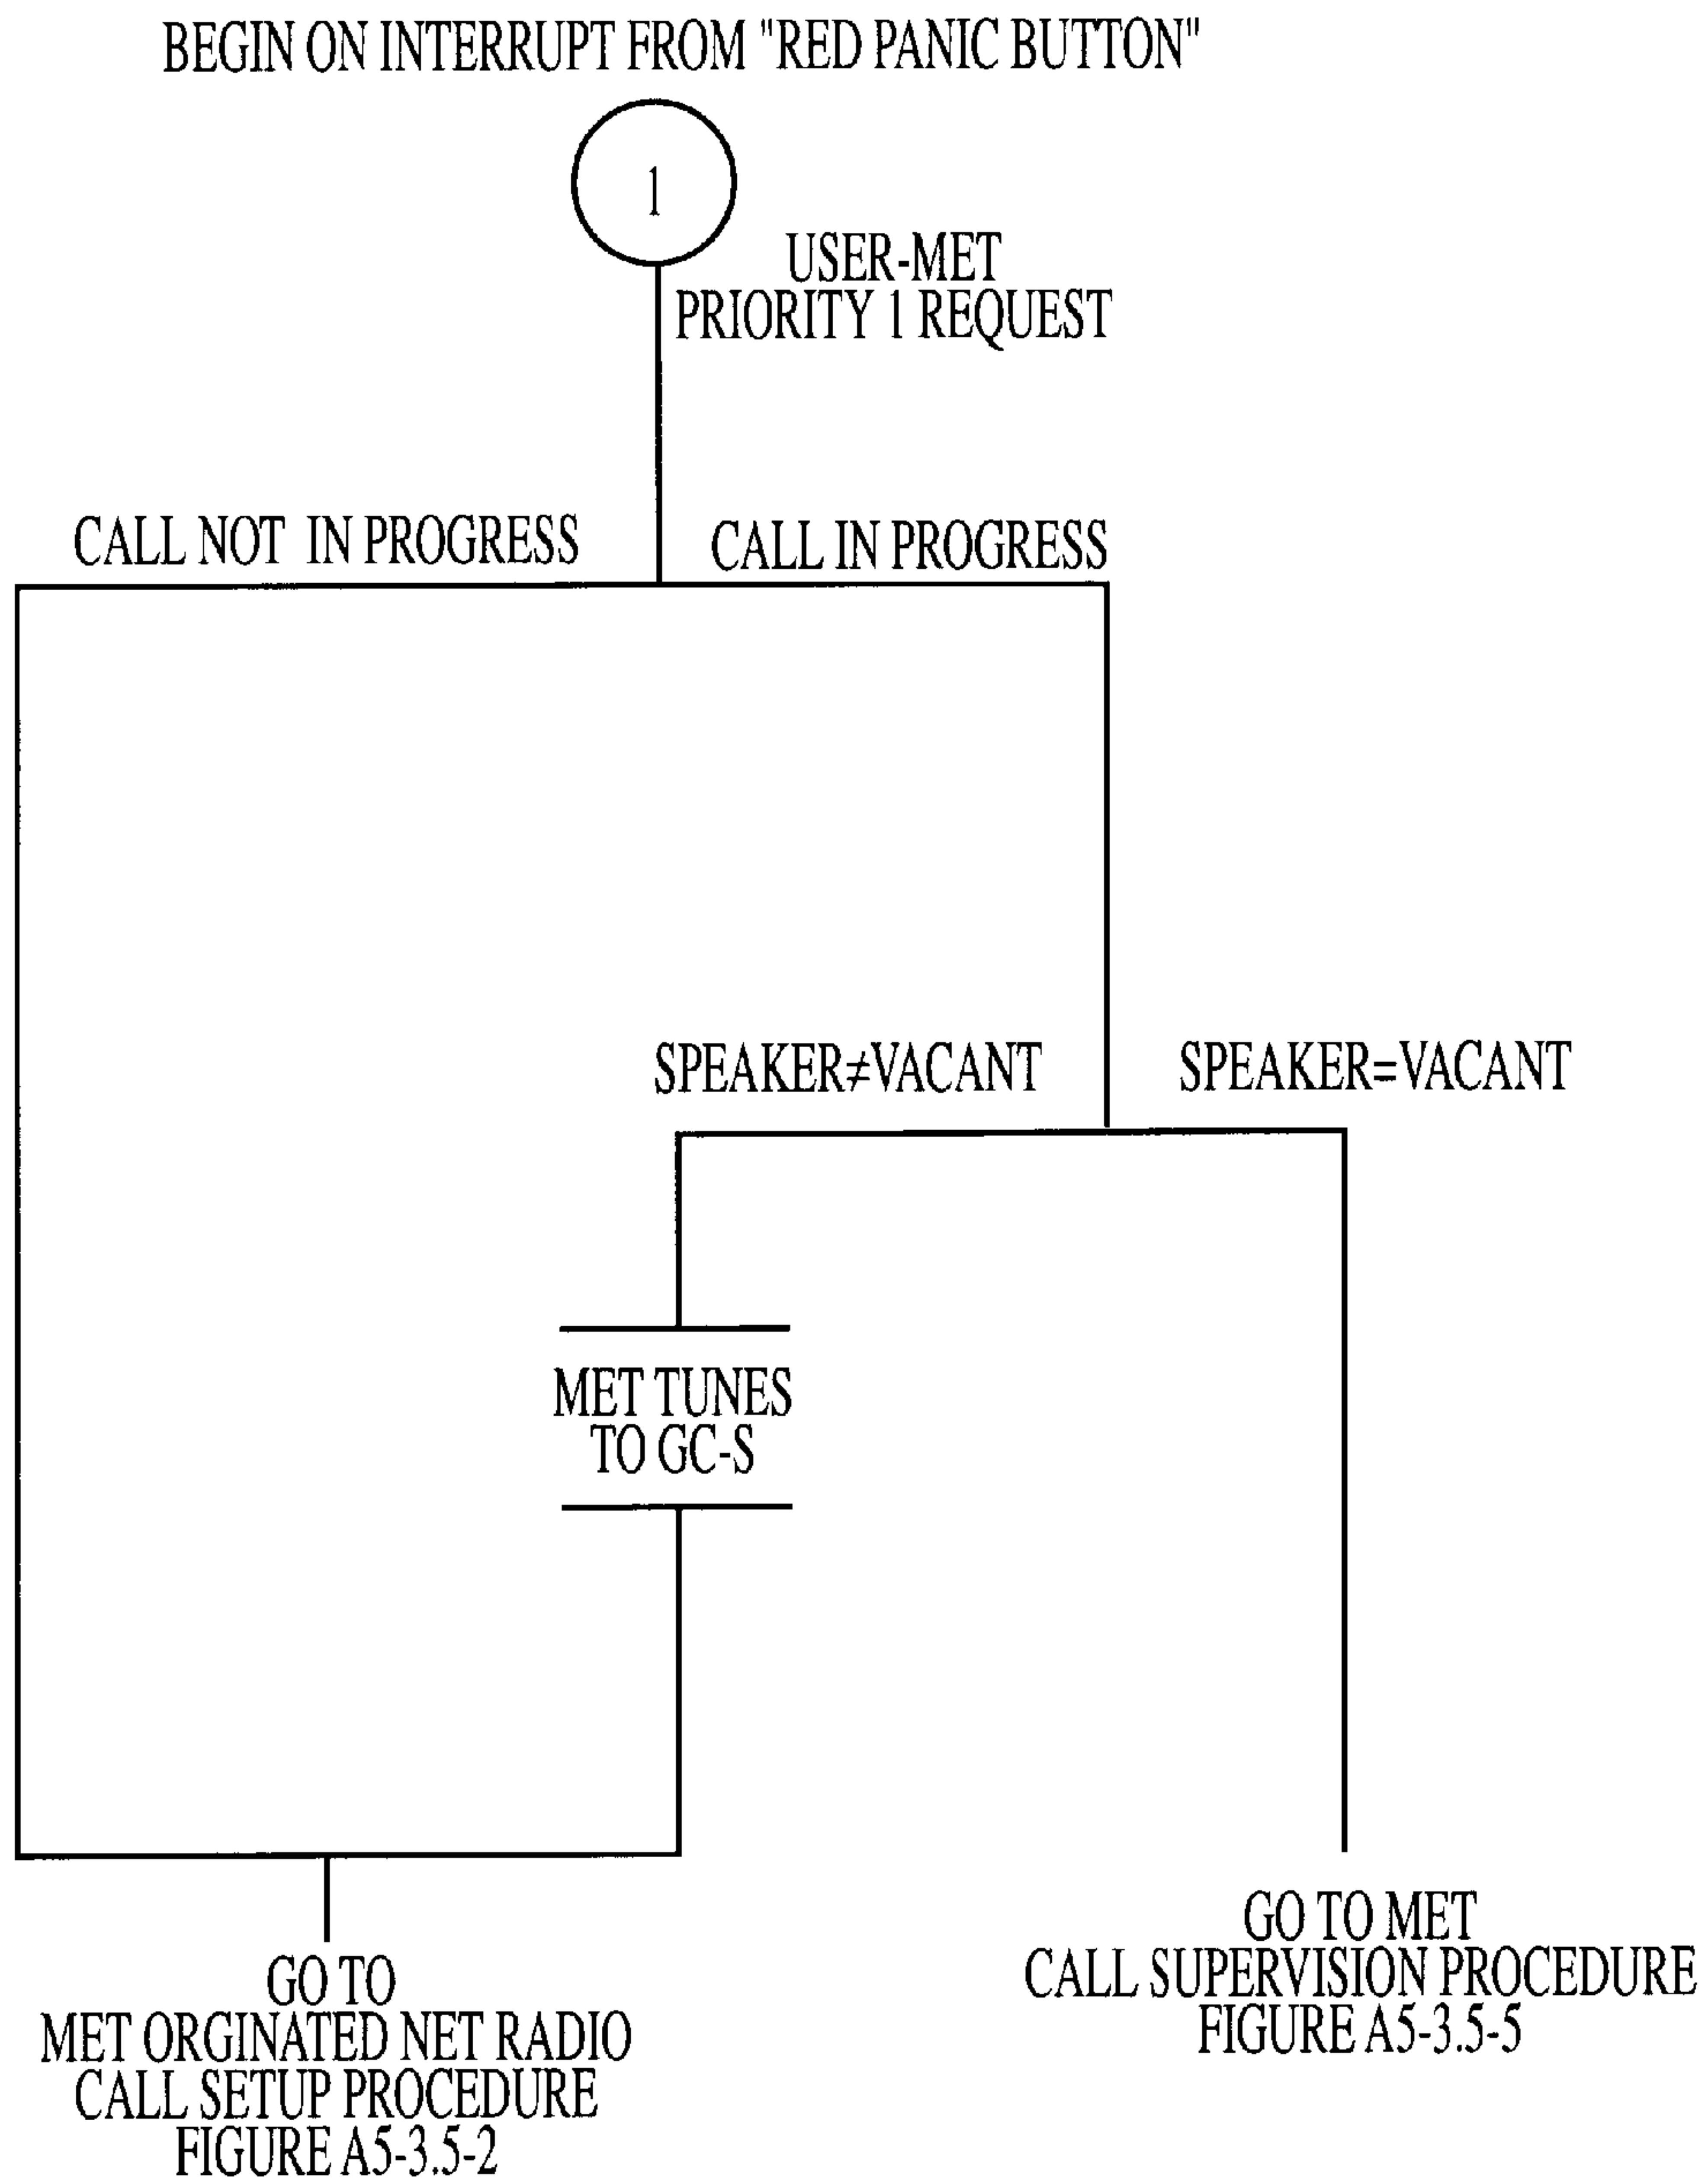 BEGIN ON INTERRUPT FROM "RED PANIC BUTTON"
1
USER-MET
PRIORITY 1 REQUEST
CALL NOT IN PROGRESS
CALL IN PROGRESS
SPEAKER≠VACANT
SPEAKER=VACANT
MET TUNES
TO GC-S
GO TO
MET ORGINATED NET RADIO
CALL SETUP PROCEDURE
FIGURE A5-3.5-2
GO TO MET
CALL SUPERVISION PROCEDURE
FIGURE A5-3.5-5